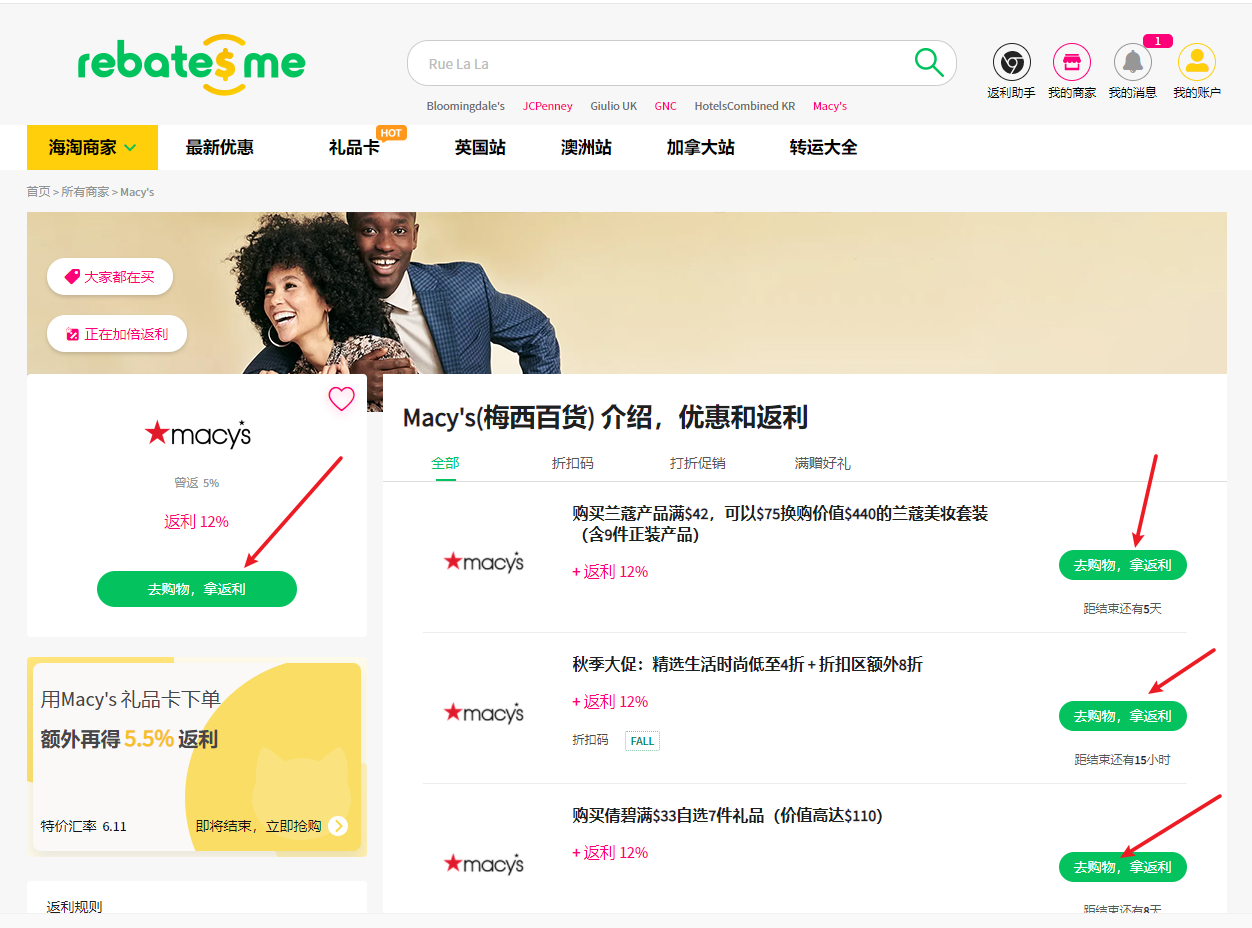 rebate$me
Rue La La
1
返利助手 我的商家 我的消息 我的账户
Bloomingdale's JCPenney Giulio UK GNC HotelsCombined KR Macy's
HOT
海淘商家 最新优惠 礼品卡 英国站 澳洲站 加拿大站 转运大全
首页 > 所有商家 > Macy's
大家都在买
正在加倍返利
macy's
曾返 5%
返利 12%
去购物，拿返利
用Macy's 礼品卡下单
额外再得 5.5% 返利
特价汇率 6.11 即将结束，立即抢购
返利规则
Macy's(梅西百货) 介绍，优惠和返利
全部 折扣码 打折促销 满赠好礼
购买兰蔻产品满$42，可以$75换购价值$440的兰蔻美妆套装
（含9件正装产品）
macy's
+ 返利 12%
去购物，拿返利
距结束还有5天
秋季大促：精选生活时尚低至4折 + 折扣区额外8折
macy's
+ 返利 12%
去购物，拿返利
折扣码 FALL
距结束还有15小时
购买倩碧满$33自选7件礼品（价值高达$110）
macy's
+ 返利 12%
去购物，拿返利
距结束还有8天